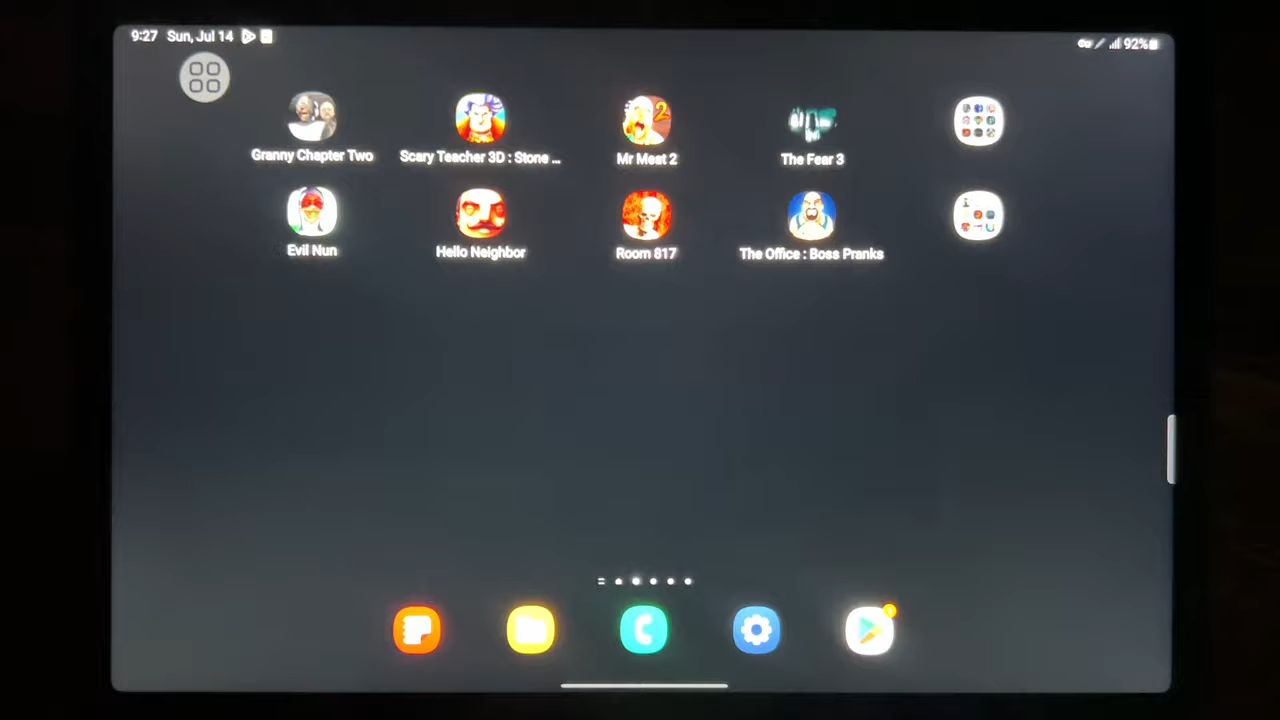 9:27 Sun, Jul 14
92%
Granny Chapter Two
Scary Teacher 3D : Stone ...
Mr Meat 2
The Fear 3
Evil Nun
Hello Neighbor
Room 817
The Office : Boss Pranks
2